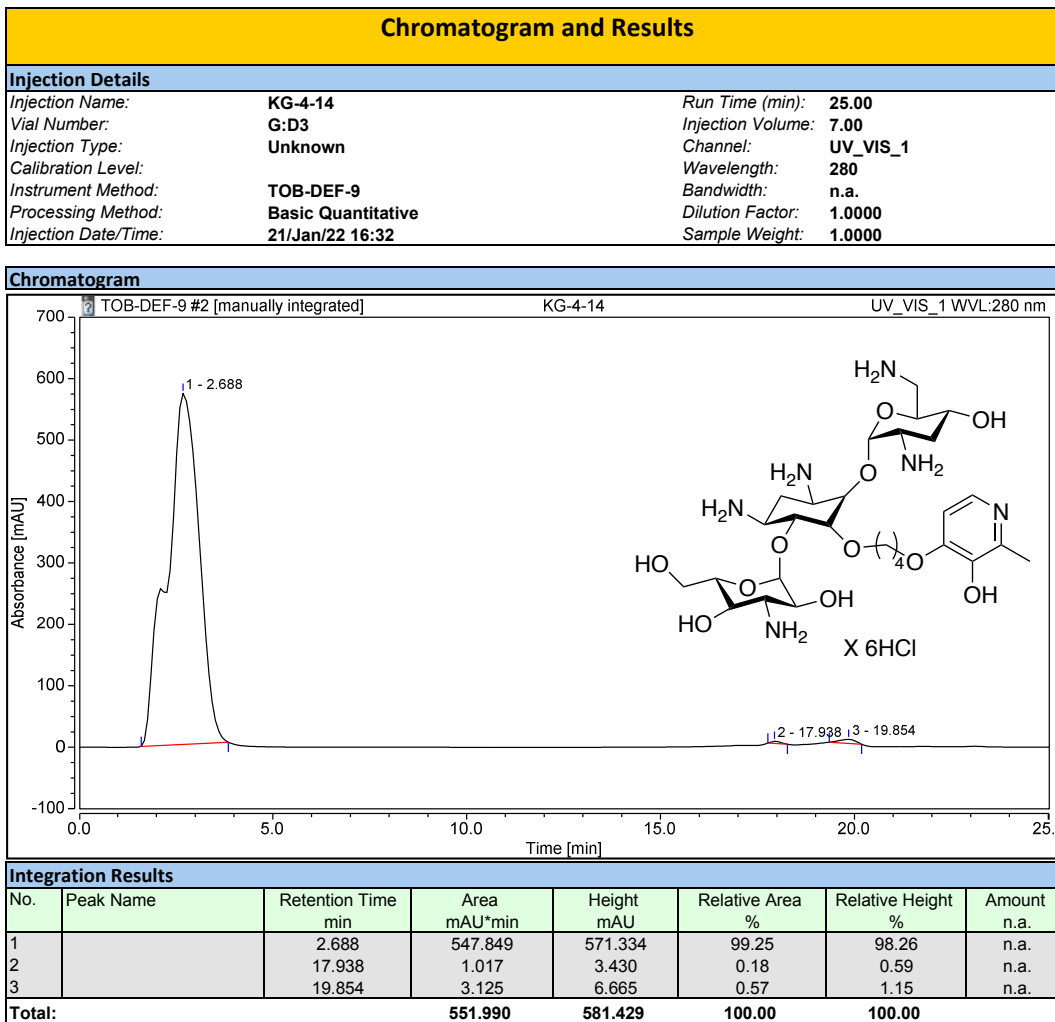 Chromatogram and Results
Injection Details
Injection Name: KG-4-14 Run Time (min): 25.00
Vial Number: G:D3 Injection Volume: 7.00
Injection Type: Unknown Channel: UV_VIS_1
Calibration Level: Wavelength: 280
Instrument Method: TOB-DEF-9 Bandwidth: n.a.
Processing Method: Basic Quantitative Dilution Factor: 1.0000
Injection Date/Time: 21/Jan/22 16:32 Sample Weight: 1.0000
Chromatogram
? TOB-DEF-9 #2 [manually integrated] KG-4-14 UV_VIS_1 WVL:280 nm
700
600
500
400
300
200
100
0
-100
Absorbance [mAU]
1 - 2.688
2 - 17.938
3 - 19.854
H2N
O
OH
NH2
O
H2N
H2N
O
O
4
O
N
OH
HO
O
OH
HO
NH2
X 6HCl
0.0 5.0 10.0 15.0 20.0 25.
Time [min]
Integration Results
No. Peak Name Retention Time Area Height Relative Area Relative Height Amount
min mAU*min mAU % % n.a.
1 2.688 547.849 571.334 99.25 98.26 n.a.
2 17.938 1.017 3.430 0.18 0.59 n.a.
3 19.854 3.125 6.665 0.57 1.15 n.a.
Total: 551.990 581.429 100.00 100.00